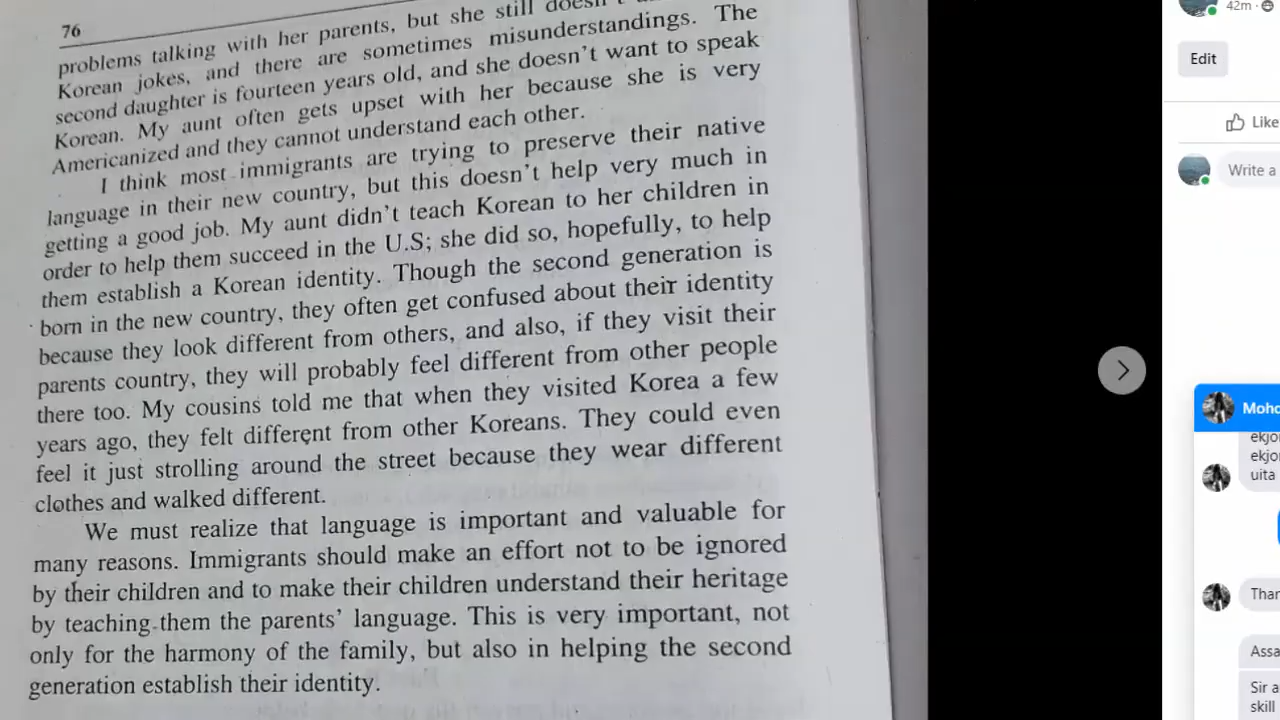 76
problems talking with her parents, but she still doesn't
Korean jokes, and there are sometimes misunderstandings. The
second daughter is fourteen years old, and she doesn't want to speak
Korean. My aunt often gets upset with her because she is very
Americanized and they cannot understand each other.
I think most immigrants are trying to preserve their native
language in their new country, but this doesn't help very much in
getting a good job. My aunt didn't teach Korean to her children in
order to help them succeed in the U.S; she did so, hopefully, to help
them establish a Korean identity. Though the second generation is
born in the new country, they often get confused about their identity
because they look different from others, and also, if they visit their
parents country, they will probably feel different from other people
there too. My cousins told me that when they visited Korea a few
years ago, they felt different from other Koreans. They could even
feel it just strolling around the street because they wear different
clothes and walked different.
We must realize that language is important and valuable for
many reasons. Immigrants should make an effort not to be ignored
by their children and to make their children understand their heritage
by teaching them the parents' language. This is very important, not
only for the harmony of the family, but also in helping the second
generation establish their identity.
42m
Edit
Like
Write a
Moho
ekjo
uita
Assa
Sir a
skill